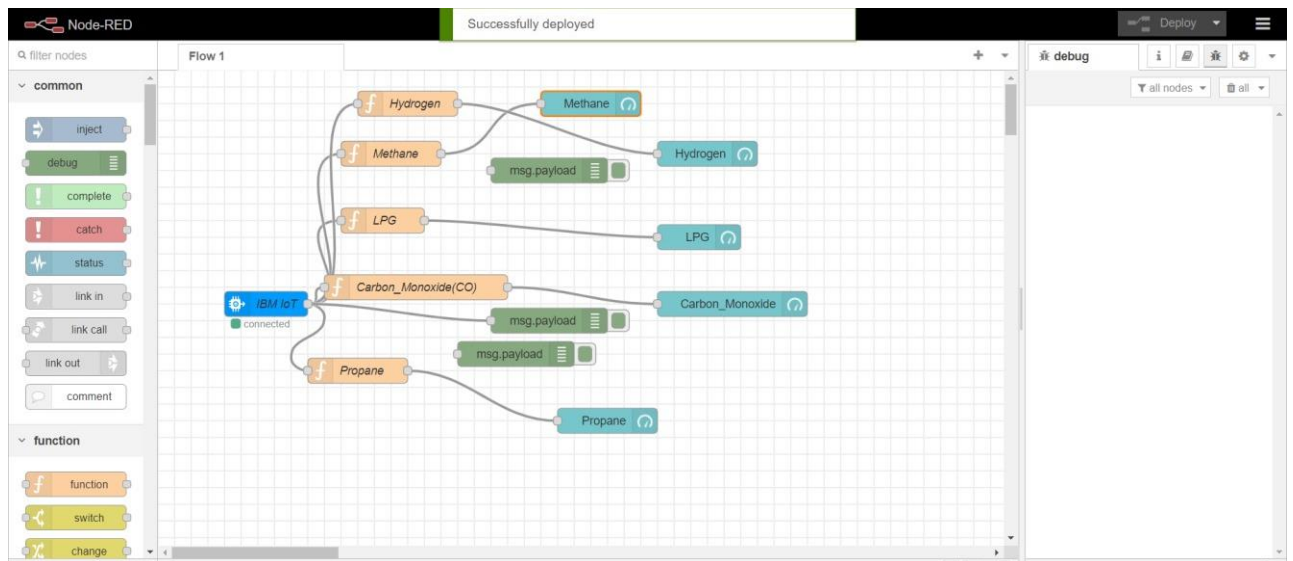 Node-RED
Successfully deployed
Deploy
filter nodes
Flow 1
debug
i
common
all nodes
all
inject
debug
complete
catch
status
link in
link call
link out
comment
function
function
switch
change
Hydrogen
Methane
Methane
Hydrogen
msg.payload
LPG
LPG
Carbon_Monoxide(CO)
IBM IoT
connected
Carbon_Monoxide
msg.payload
msg.payload
Propane
Propane